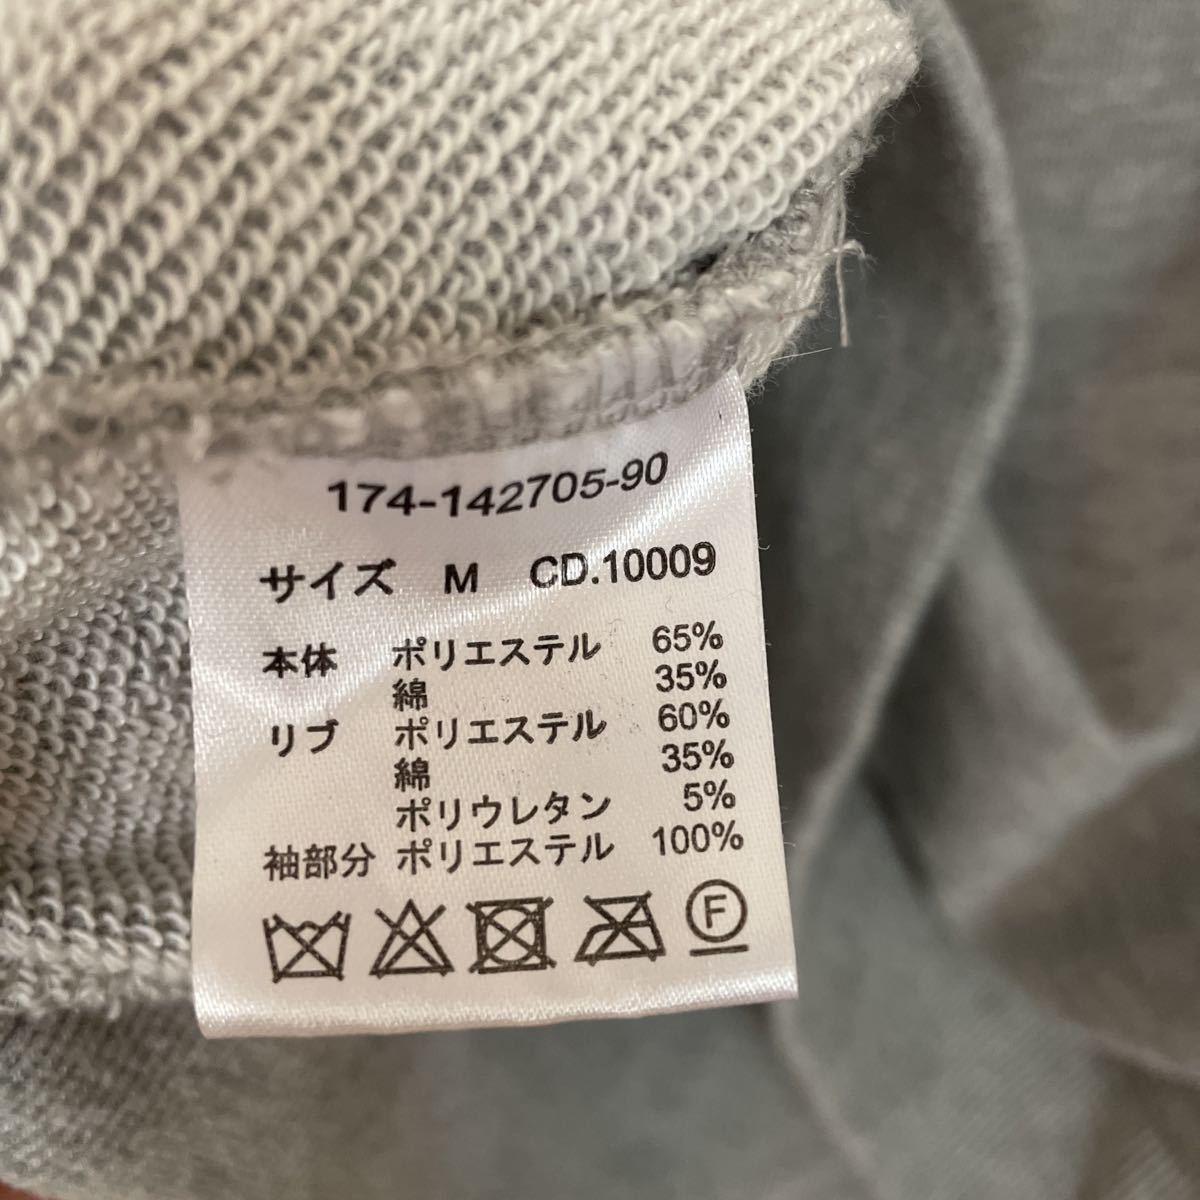 174-142705-90
サイズ M CD.10009
本体 ポリエステル 65%
綿 35%
リブ ポリエステル 60%
綿 35%
ポリウレタン 5%
袖部分 ポリエステル 100%
F